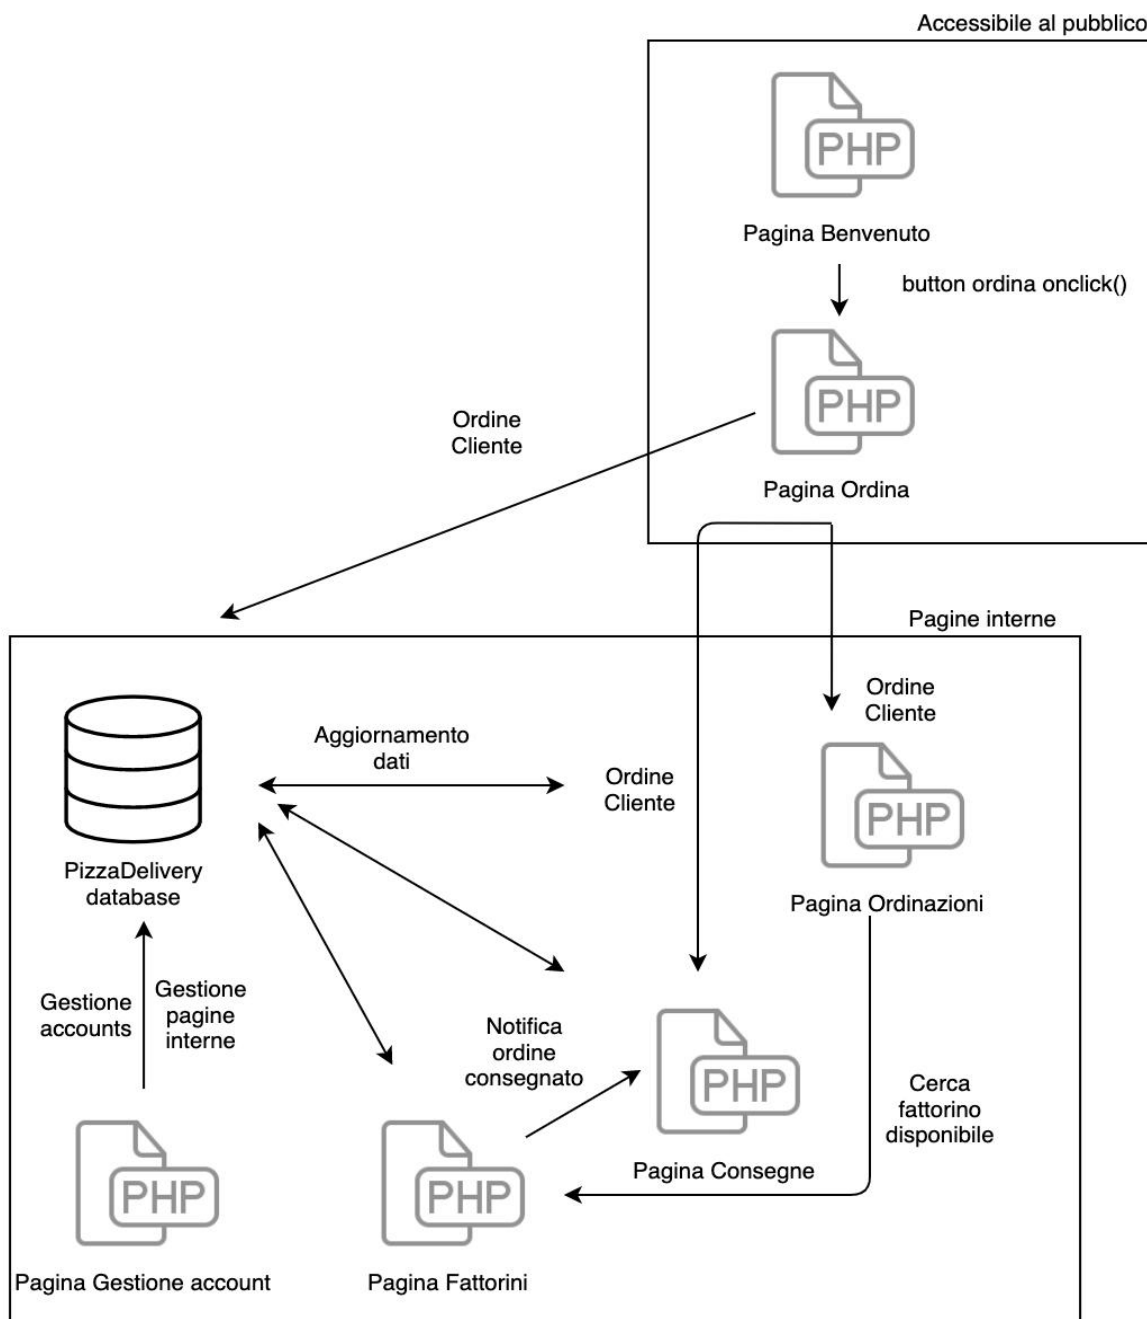 Accessibile al pubblico
PHP
Pagina Benvenuto
button ordina onclick()
PHP
Pagina Ordina
Ordine
Cliente
Pagine interne
Ordine
Cliente
Aggiornamento
dati
Ordine
Cliente
PHP
PizzaDelivery
database
Pagina Ordinazioni
Gestione
accounts
Gestione
pagine
interne
Notifica
ordine
consegnato
PHP
Cerca
fattorino
disponibile
Pagina Consegne
PHP
Pagina Gestione account
PHP
Pagina Fattorini